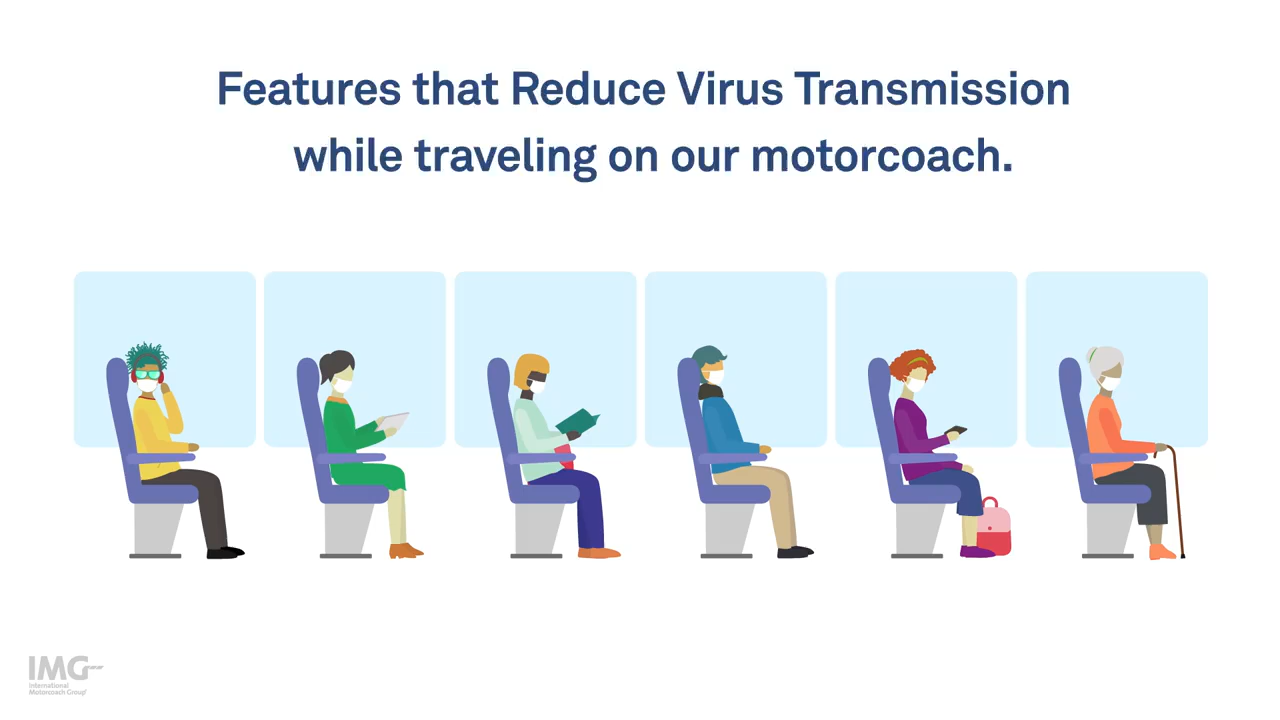 Features that Reduce Virus Transmission
while traveling on our motorcoach.
IMG
International
Motorcoach Group